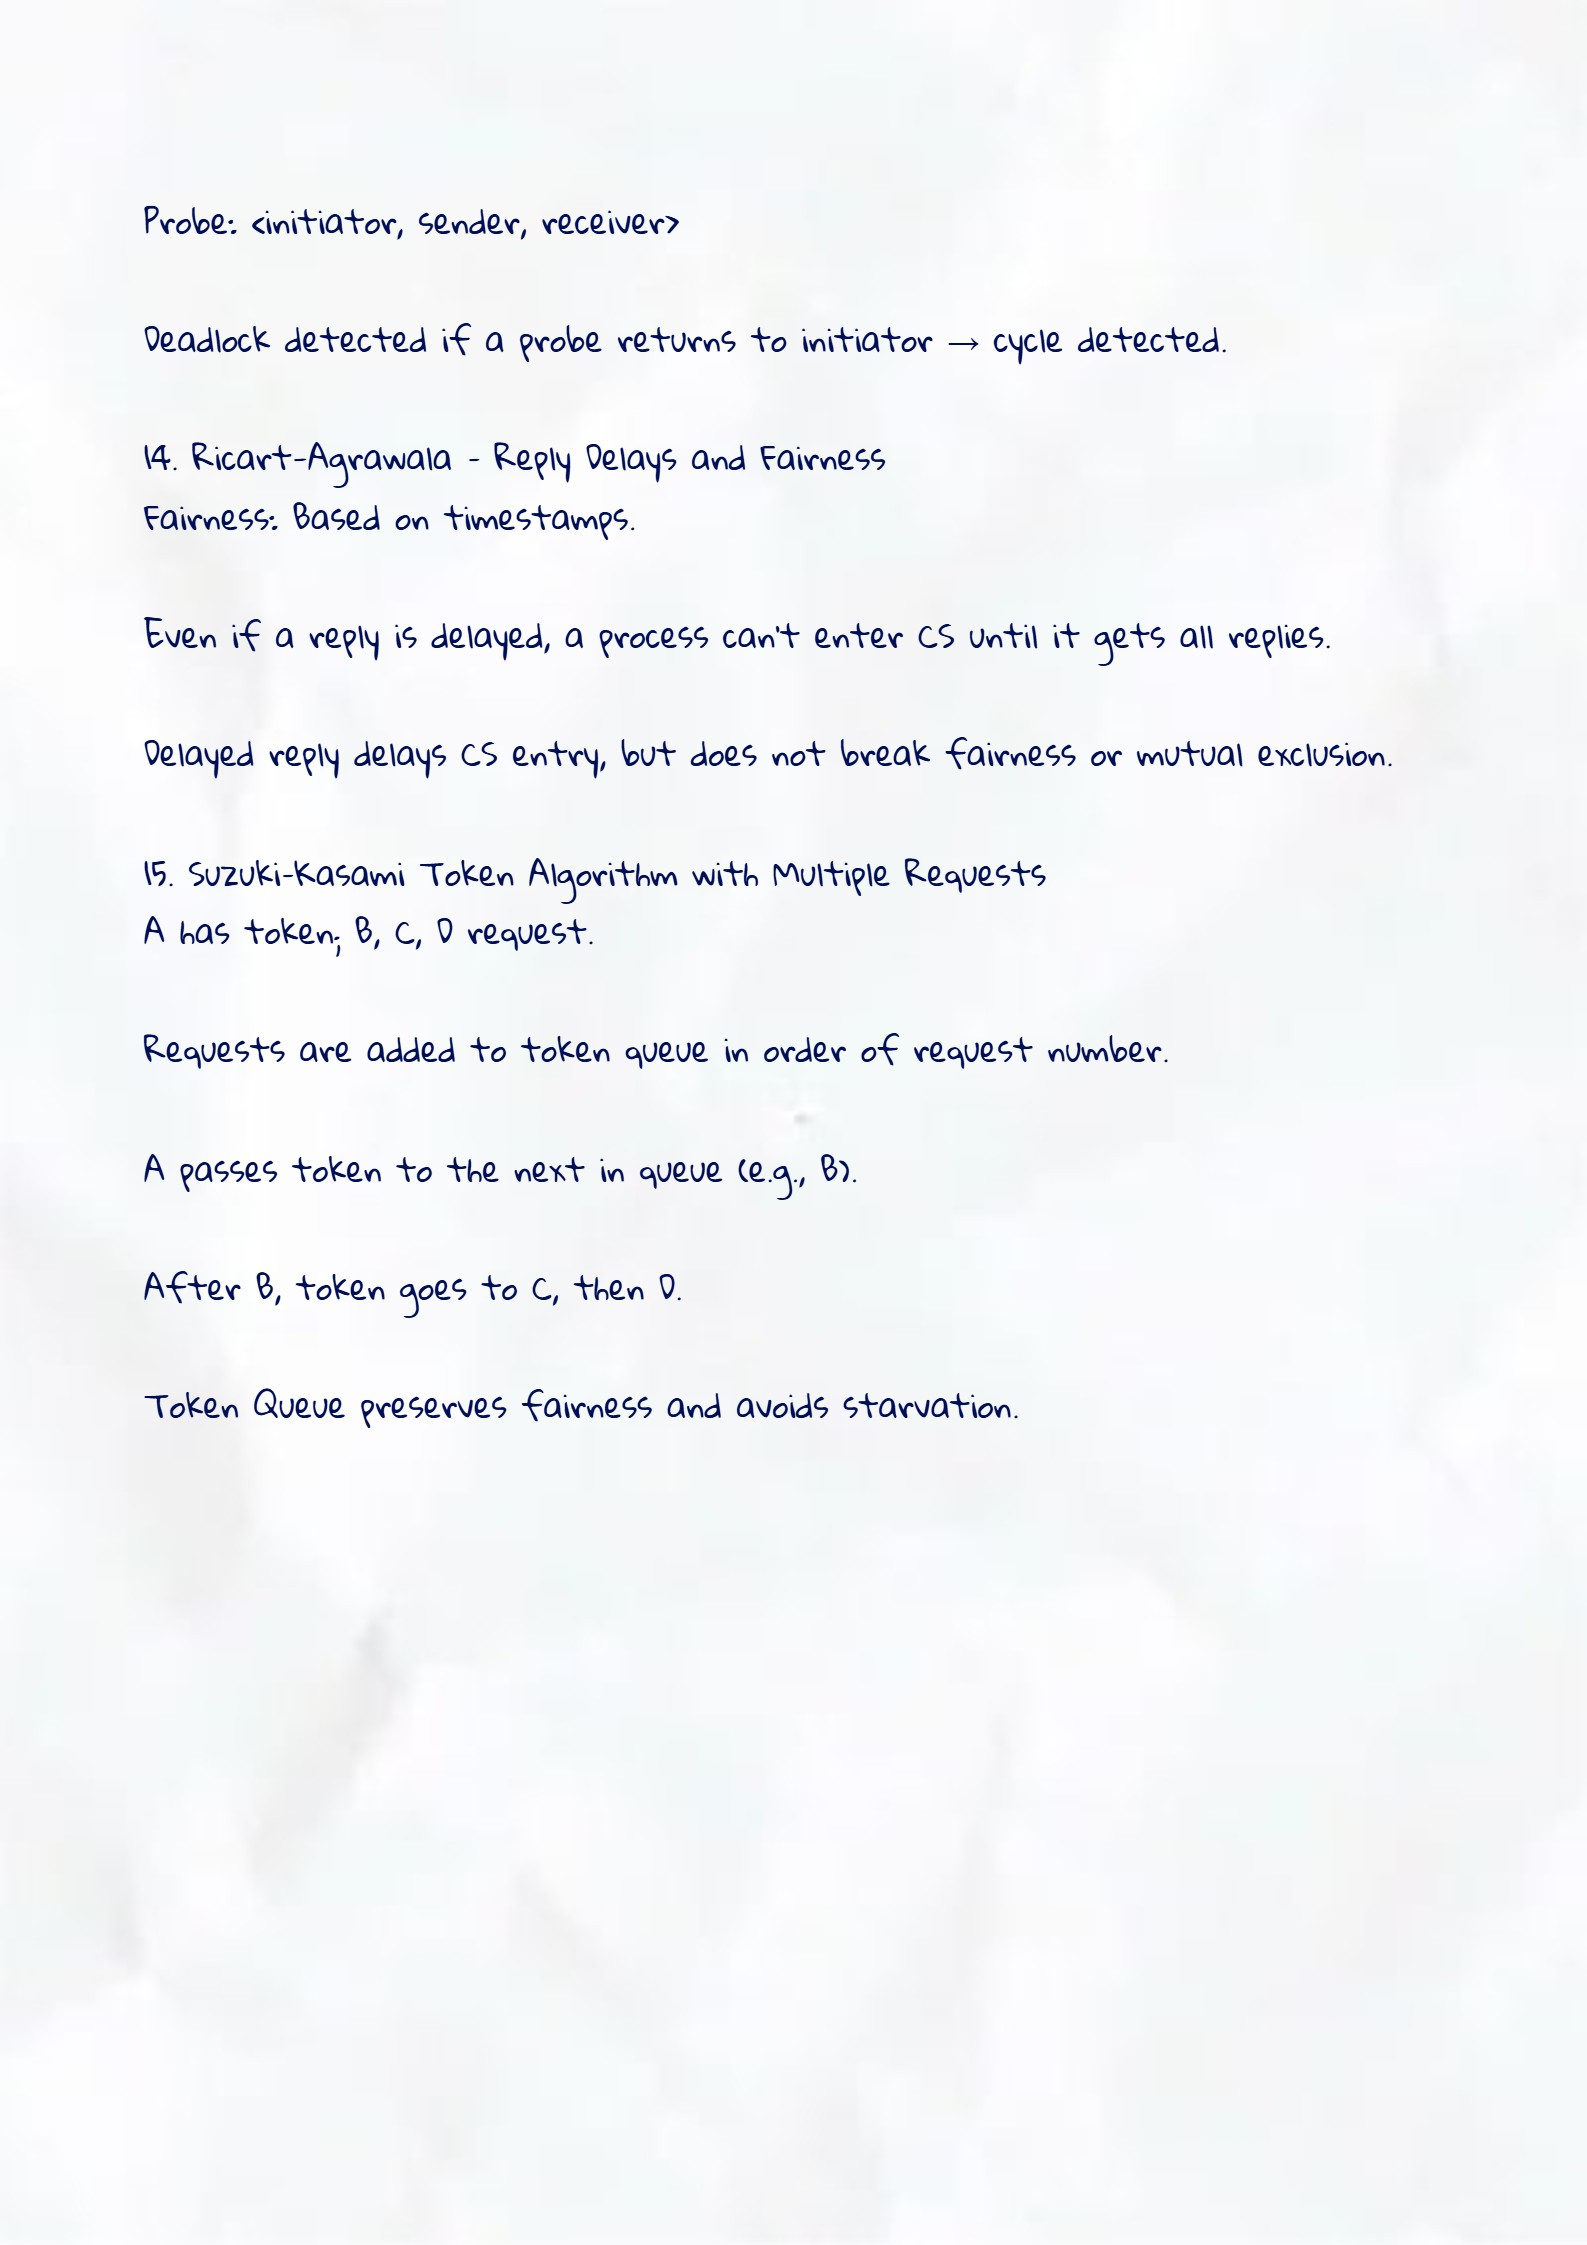 Probe: <initiator, sender, receiver>
Deadlock detected if a probe returns to initiator → cycle detected.
14. Ricart-Agrawala - Reply Delays and Fairness
Fairness: Based on timestamps.
Even if a reply is delayed, a process can't enter CS until it gets all replies.
Delayed reply delays CS entry, but does not break fairness or mutual exclusion.
15. Suzuki-Kasami Token Algorithm with Multiple Requests
A has token; B, C, D request.
Requests are added to token queue in order of request number.
A passes token to the next in queue (e.g., B).
After B, token goes to C, then D.
Token Queue preserves fairness and avoids starvation.